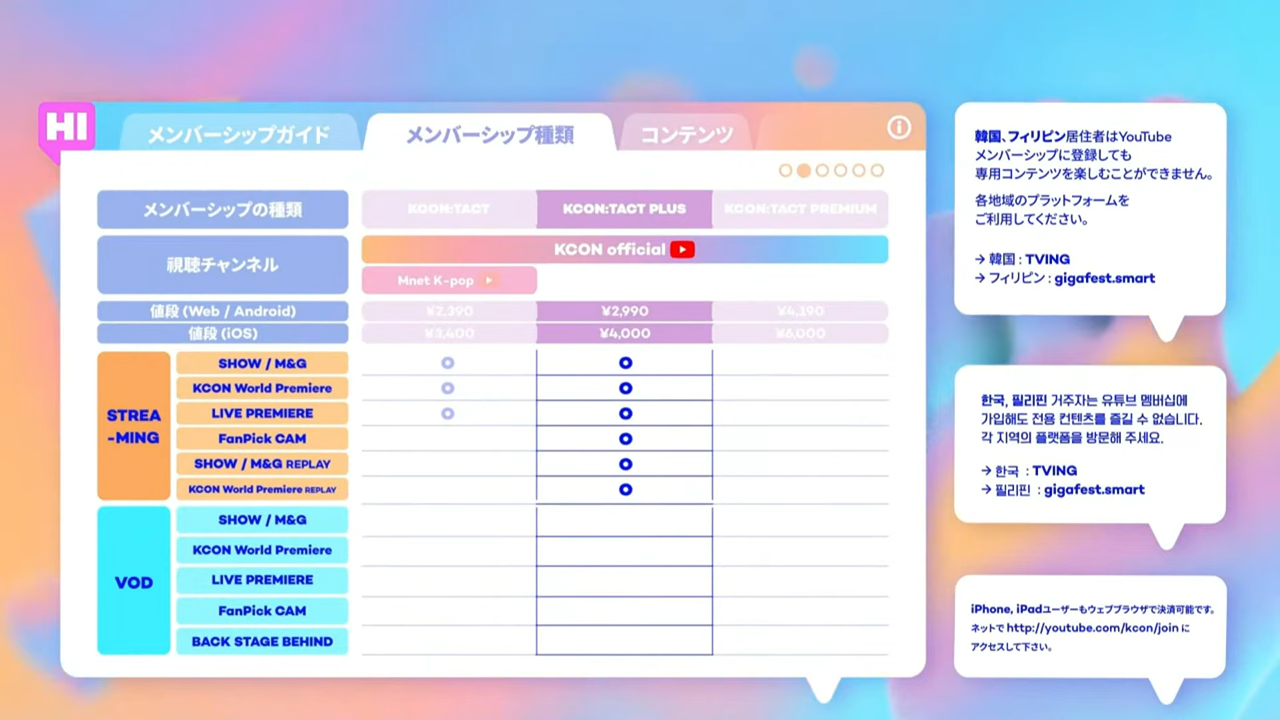 HI
メンバーシップガイド
メンバーシップ種類
コンテンツ
メンバーシップの種類
KCON:TACT
KCON:TACT PLUS
KCON:TACT PREMIUM
視聴チャンネル
KCON official
Mnet K-pop
値段 (Web / Android)
¥2,390
¥2,990
¥4,190
値段 (iOS)
¥3,400
¥4,000
¥6,000
STREA
-MING
SHOW / M&G
KCON World Premiere
LIVE PREMIERE
FanPick CAM
SHOW / M&G REPLAY
KCON World Premiere REPLAY
VOD
SHOW / M&G
KCON World Premiere
LIVE PREMIERE
FanPick CAM
BACK STAGE BEHIND
韓国、フィリピン居住者はYouTube
メンバーシップに登録しても
専用コンテンツを楽しむことができません。
各地域のプラットフォームを
ご利用してください。
→ 韓国 : TVING
→ フィリピン : gigafest.smart
한국, 필리핀 거주자는 유튜브 멤버십에
가입해도 전용 컨텐츠를 즐길 수 없습니다.
각 지역의 플랫폼을 방문해 주세요.
→ 한국 : TVING
→ 필리핀 : gigafest.smart
iPhone, iPadユーザーもウェブブラウザで決済可能です。
ネットで http://youtube.com/kcon/join に
アクセスして下さい。